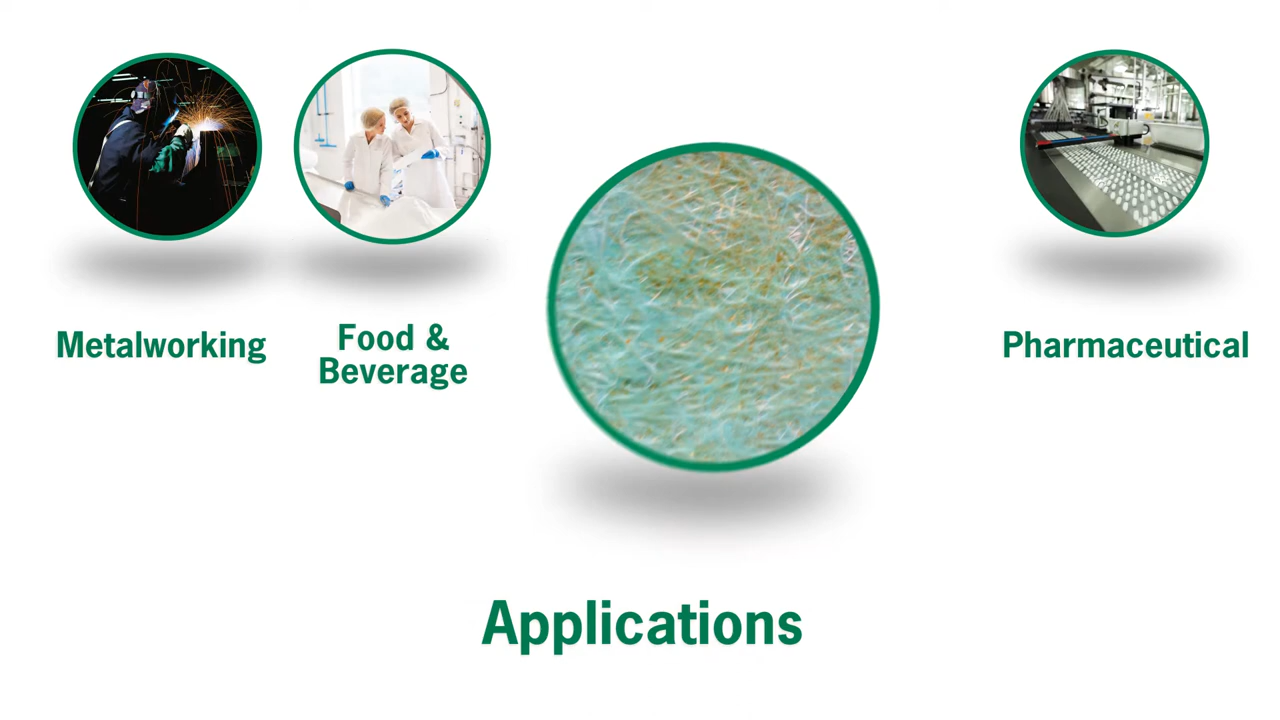 Metalworking
Food &
Beverage
Pharmaceutical
Applications